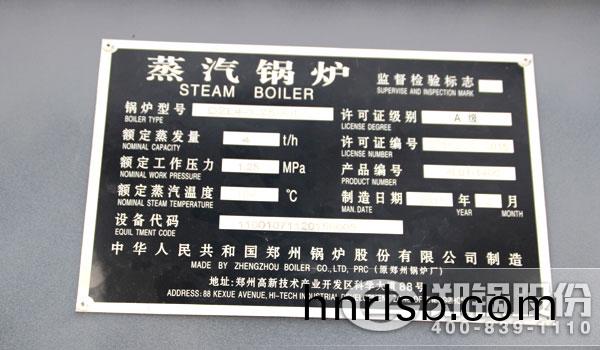 蒸汽锅炉
STEAM BOILER
监督检验标志
SUPERVISE AND INSPECTION MARK
锅炉型号
BOILER TYPE
许可证级别 A 级
LICENSE DEGREE
额定蒸发量 4 t/h
NOMINAL CAPACITY
许可证编号
LICENSE NUMBER
额定工作压力 1.25 MPa
NOMINAL WORK PRESSURE
产品编号
PRODUCT NUMBER
额定蒸汽温度 ℃
NOMINAL STEAM TEMPERATURE
制造日期 年 月
MAN. DATE YEAR MONTH
设备代码
EQUIL TMENT CODE
中华人民共和国郑州锅炉股份有限公司制造
MADE BY ZHENGZHOU BOILER CO.,LTD, PRC (原郑州锅炉厂)
地址:郑州高新技术产业开发区科学大道88号
ADDRESS: 88 KEXUE AVENUE, HI-TECH INDUSTRIAL
郑锅股份
400-839-1110
nnrlsb.com